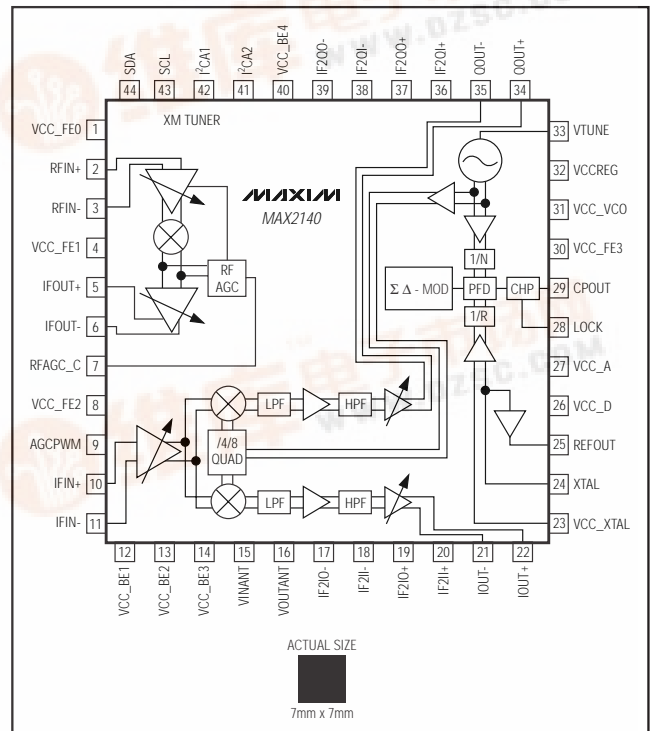 SDA
SCL
I²CA1
I²CA2
VCC_BE4
IF2QO-
IF2QI-
IF2QO+
IF2QI+
QOUT-
QOUT+
44 43 42 41 40 39 38 37 36 35 34
XM TUNER
MAXIM
MAX2140
VCC_FE0 1
RFIN+ 2
RFIN- 3
VCC_FE1 4
IFOUT+ 5
IFOUT- 6
RFAGC_C 7
VCC_FE2 8
AGCPWM 9
IFIN+ 10
IFIN- 11
33 VTUNE
32 VCCREG
31 VCC_VCO
30 VCC_FE3
29 CPOUT
28 LOCK
27 VCC_A
26 VCC_D
25 REFOUT
24 XTAL
23 VCC_XTAL
RF
AGC
1/N
Σ Δ - MOD
PFD
CHP
1/R
LPF
HPF
/4/8
QUAD
LPF
HPF
12 13 14 15 16 17 18 19 20 21 22
VCC_BE1
VCC_BE2
VCC_BE3
VINANT
VOUTANT
IF2IO-
IF2II-
IF2IO+
IF2II+
IOUT-
IOUT+
ACTUAL SIZE
7mm x 7mm